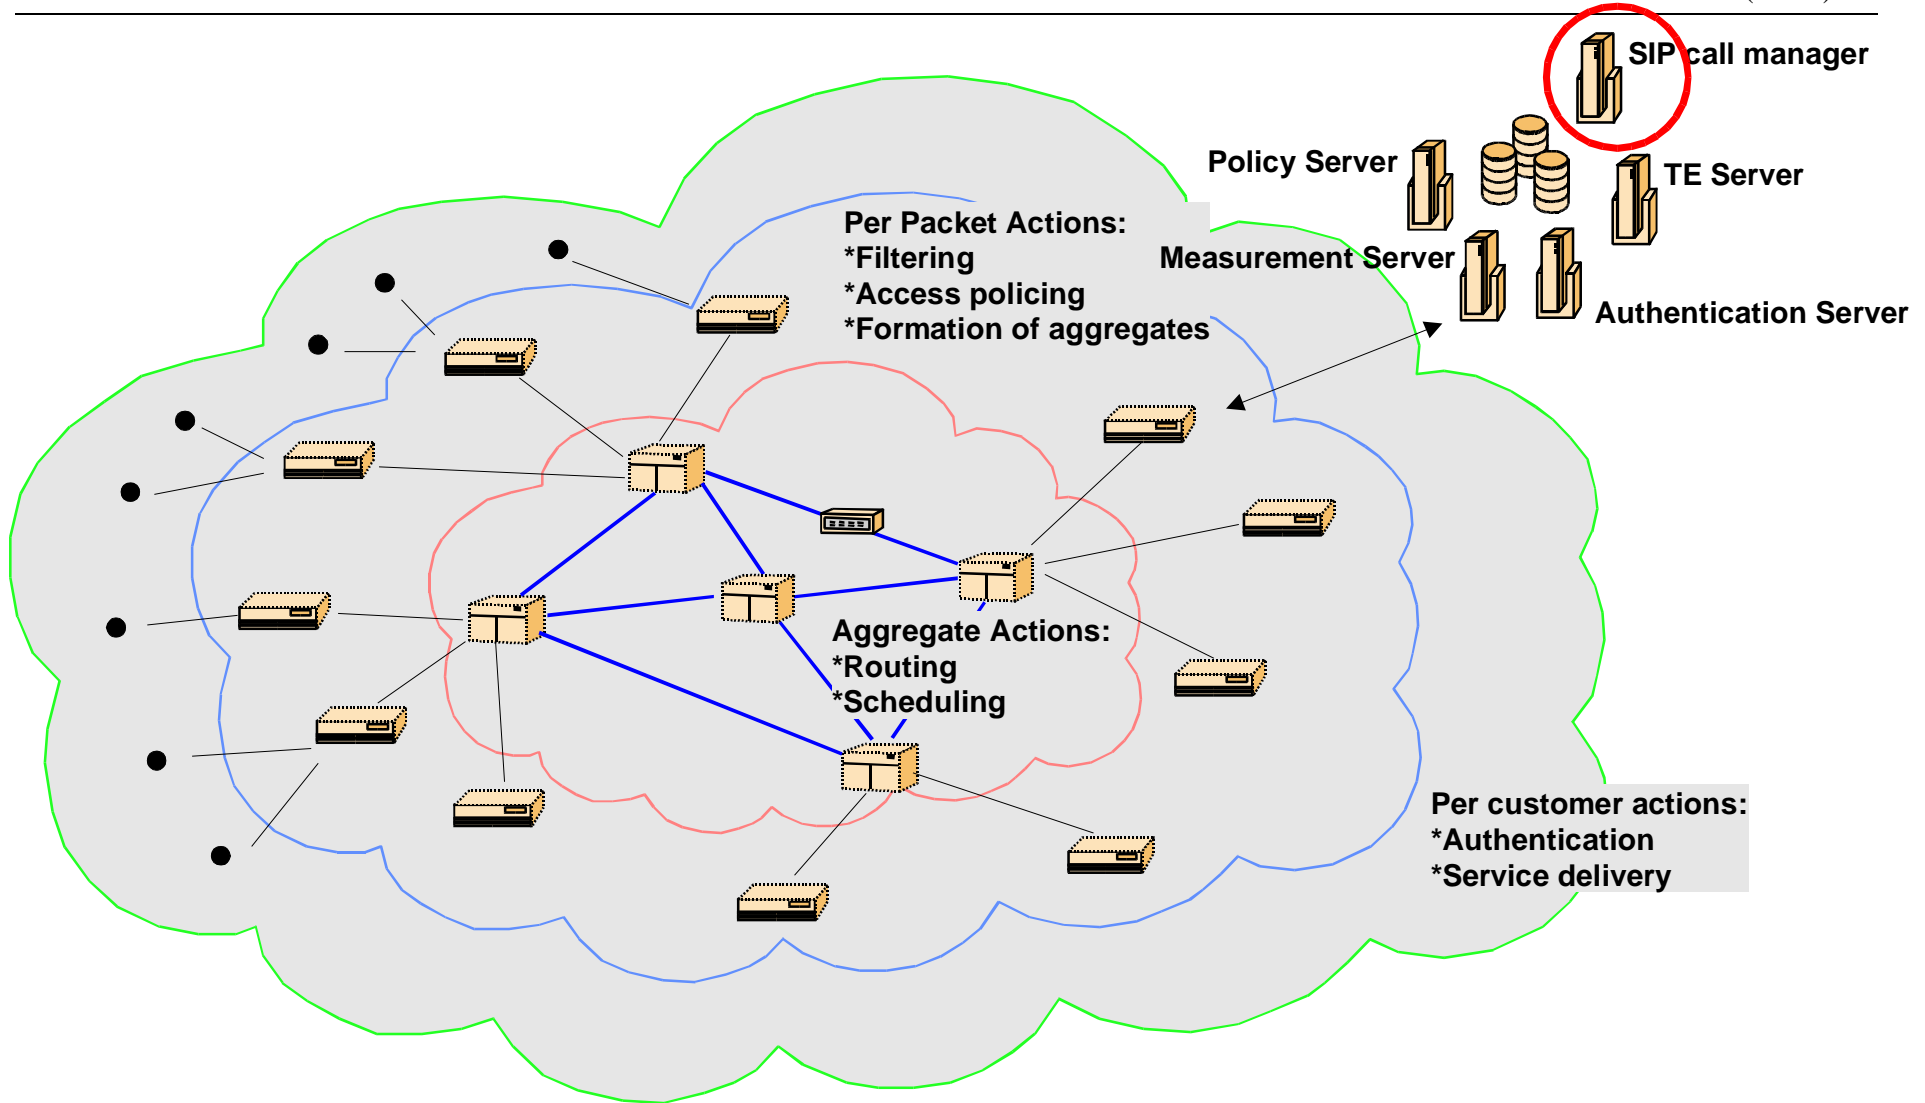 SIP call manager
Policy Server
TE Server
Per Packet Actions:
*Filtering
*Access policing
*Formation of aggregates
Measurement Server
Authentication Server
Aggregate Actions:
*Routing
*Scheduling
Per customer actions:
*Authentication
*Service delivery